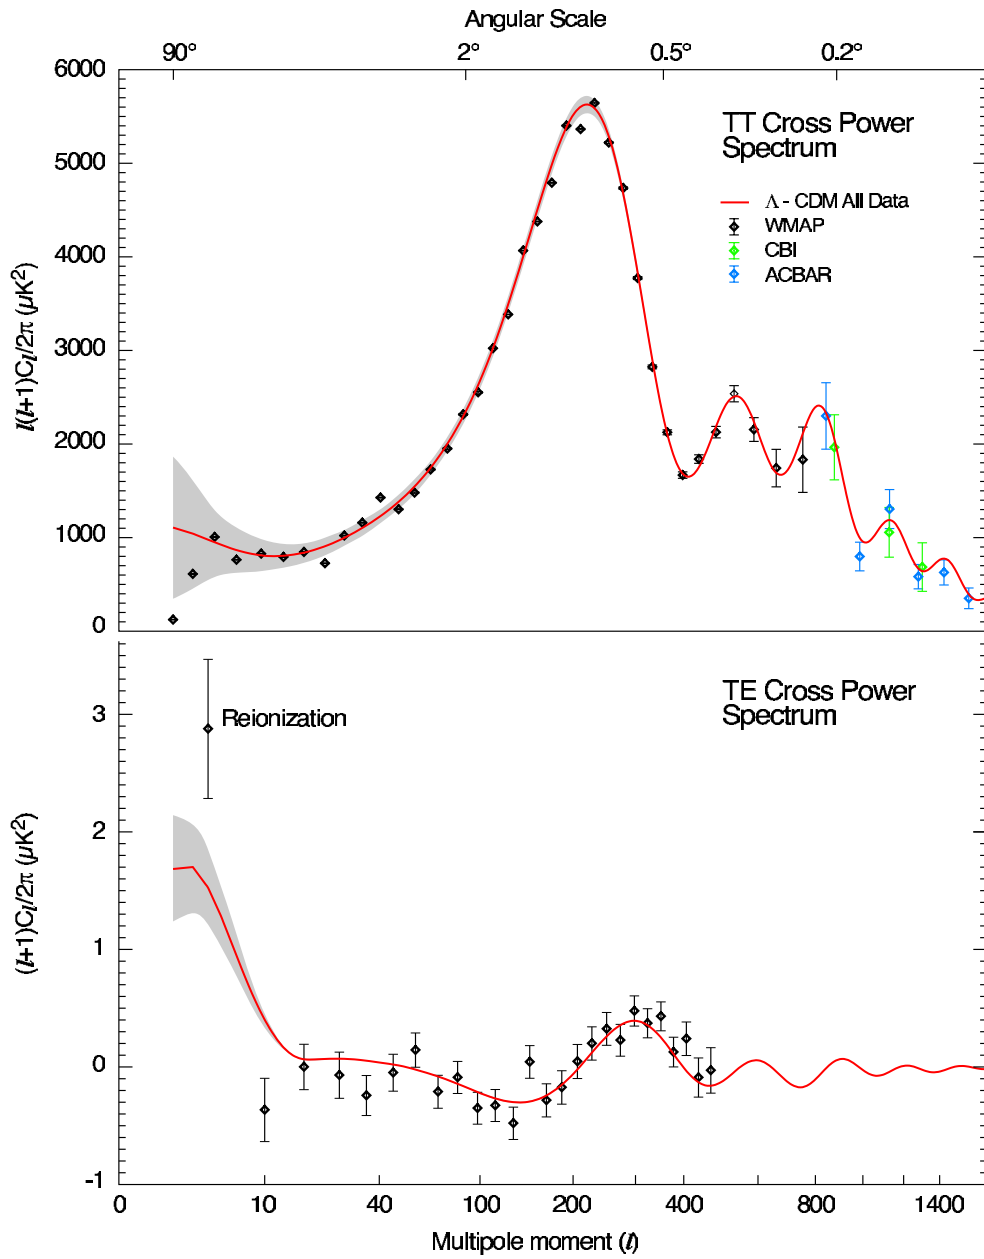 Angular Scale
90° 2° 0.5° 0.2°
6000
5000
4000
3000
2000
1000
0
l(l+1)Cl/2π (μK²)
TT Cross Power
Spectrum
Λ - CDM All Data
WMAP
CBI
ACBAR
TE Cross Power
Spectrum
Reionization
3
2
1
0
-1
(l+1)Cl/2π (μK²)
0 10 40 100 200 400 800 1400
Multipole moment (l)